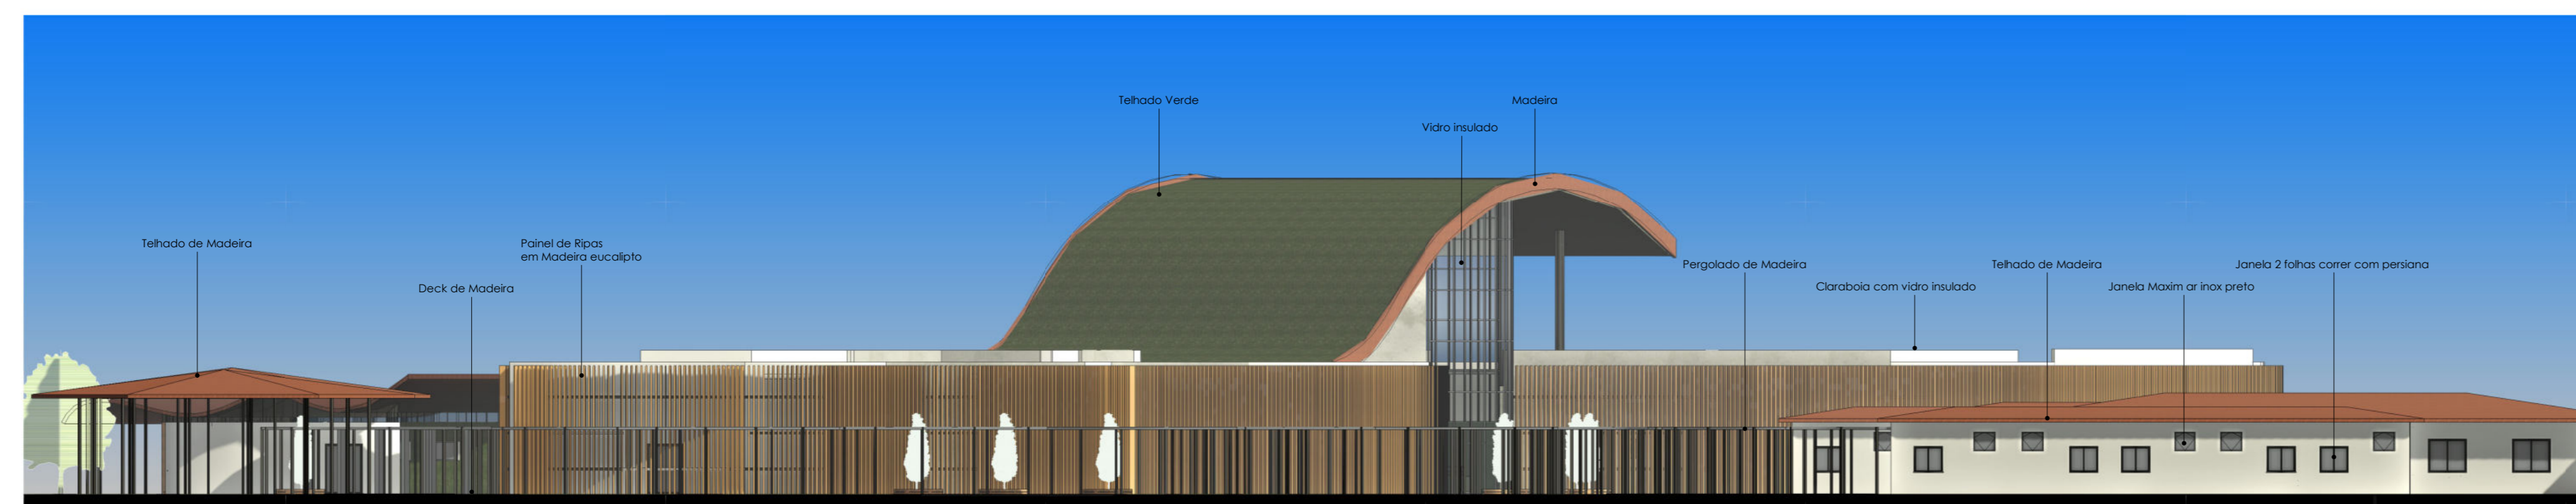 Telhado Verde
Madeira
Vidro insulado
Telhado de Madeira
Painel de Ripas
em Madeira eucalipto
Deck de Madeira
Pergolado de Madeira
Claraboia com vidro insulado
Telhado de Madeira
Janela Maxim ar inox preto
Janela 2 folhas correr com persiana